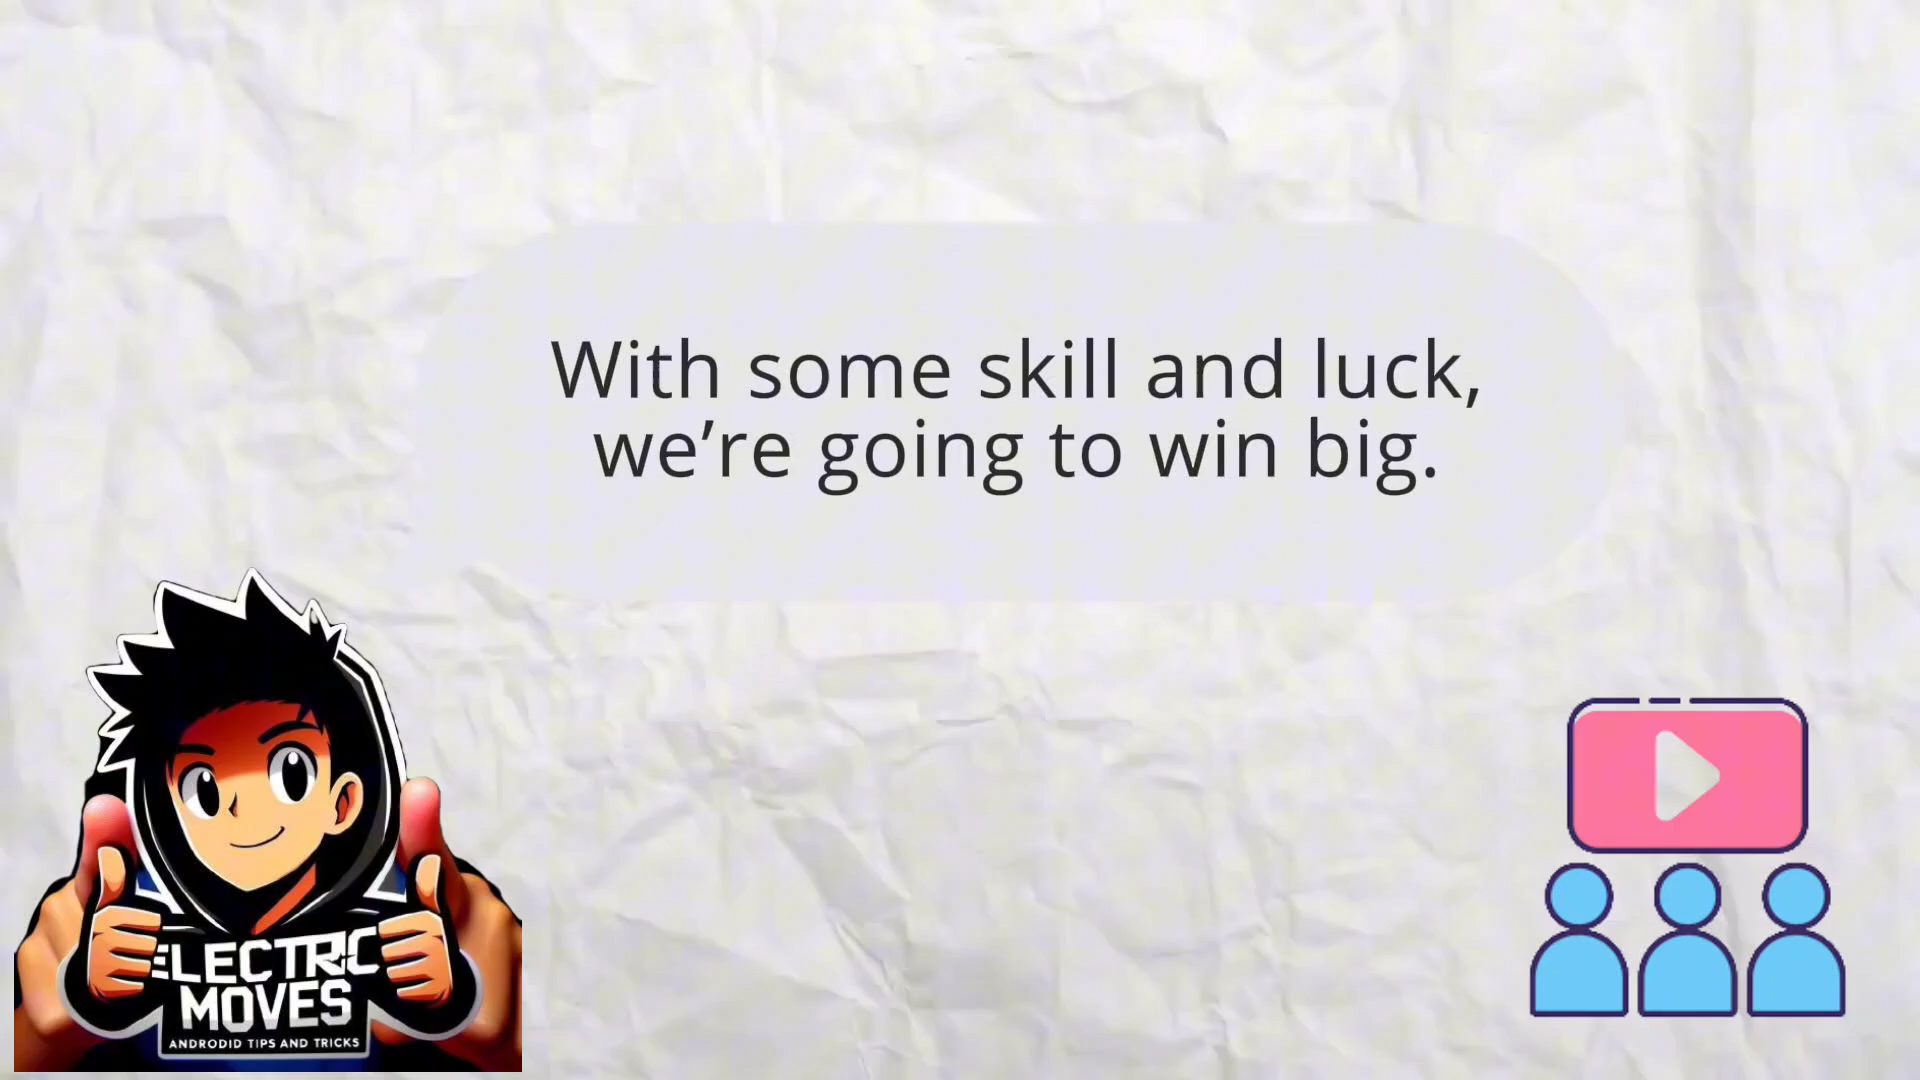 With some skill and luck,
we’re going to win big.
ELECTRIC
MOVES
ANDRODID TIPS AND TRICKS